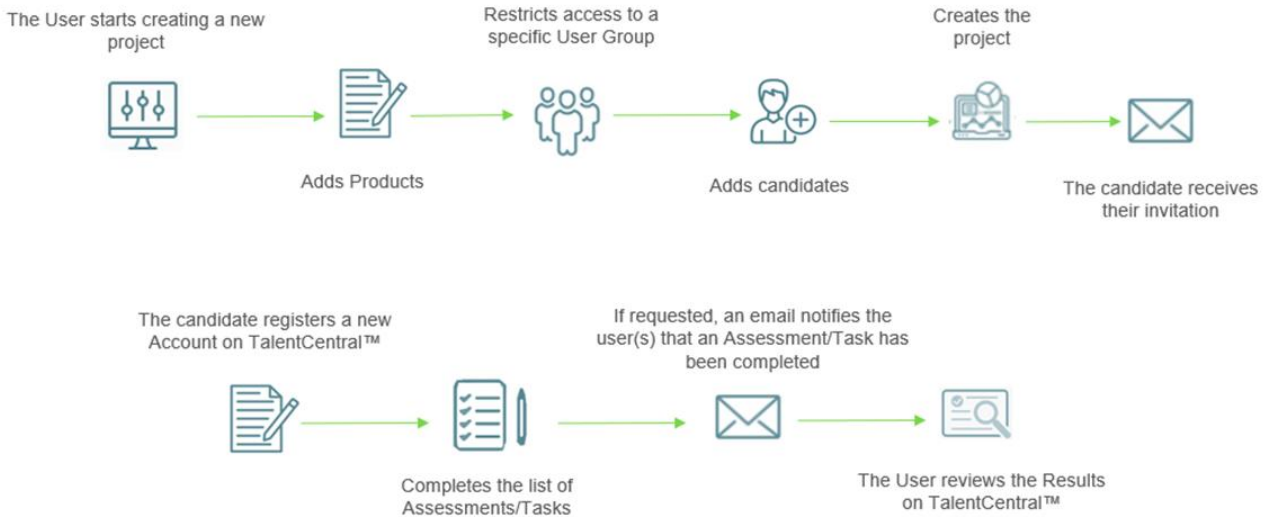 The User starts creating a new
project
Adds Products
Restricts access to a
specific User Group
Adds candidates
Creates the
project
The candidate receives
their invitation
The candidate registers a new
Account on TalentCentral™
Completes the list of
Assessments/Tasks
If requested, an email notifies the
user(s) that an Assessment/Task has
been completed
The User reviews the Results
on TalentCentral™